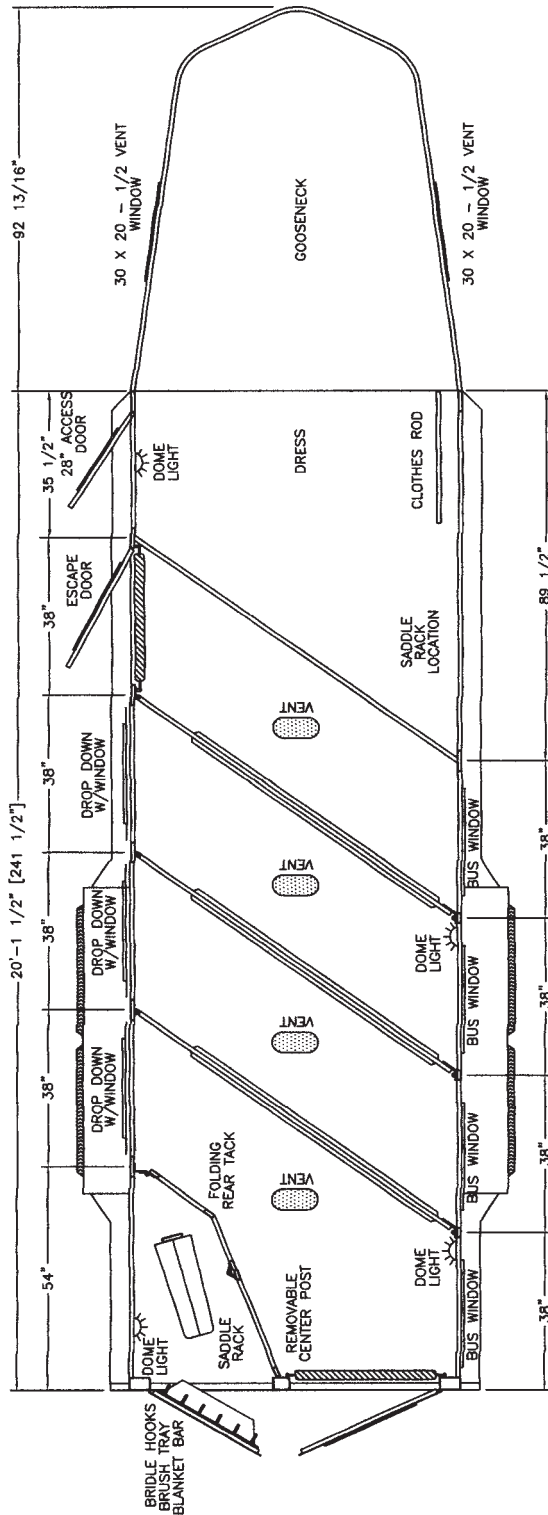 92 13/16"
20'-1 1/2" [241 1/2"]
35 1/2"
38"
38"
38"
38"
54"
30 X 20 - 1/2 VENT
WINDOW
28" ACCESS
DOOR
ESCAPE
DOOR
DROP DOWN
W/WINDOW
DROP DOWN
W/WINDOW
DROP DOWN
W/WINDOW
DOME
LIGHT
GOOSENECK
DRESS
CLOTHES ROD
SADDLE
RACK
LOCATION
VENT
VENT
VENT
VENT
FOLDING
REAR TACK
SADDLE
RACK
DOME
LIGHT
REMOVABLE
CENTER POST
BRIDLE HOOKS
BRUSH TRAY
BLANKET BAR
DOME
LIGHT
DOME
LIGHT
30 X 20 - 1/2 VENT
WINDOW
BUS WINDOW
BUS WINDOW
BUS WINDOW
BUS WINDOW
89 1/2"
38"
38"
38"
38"